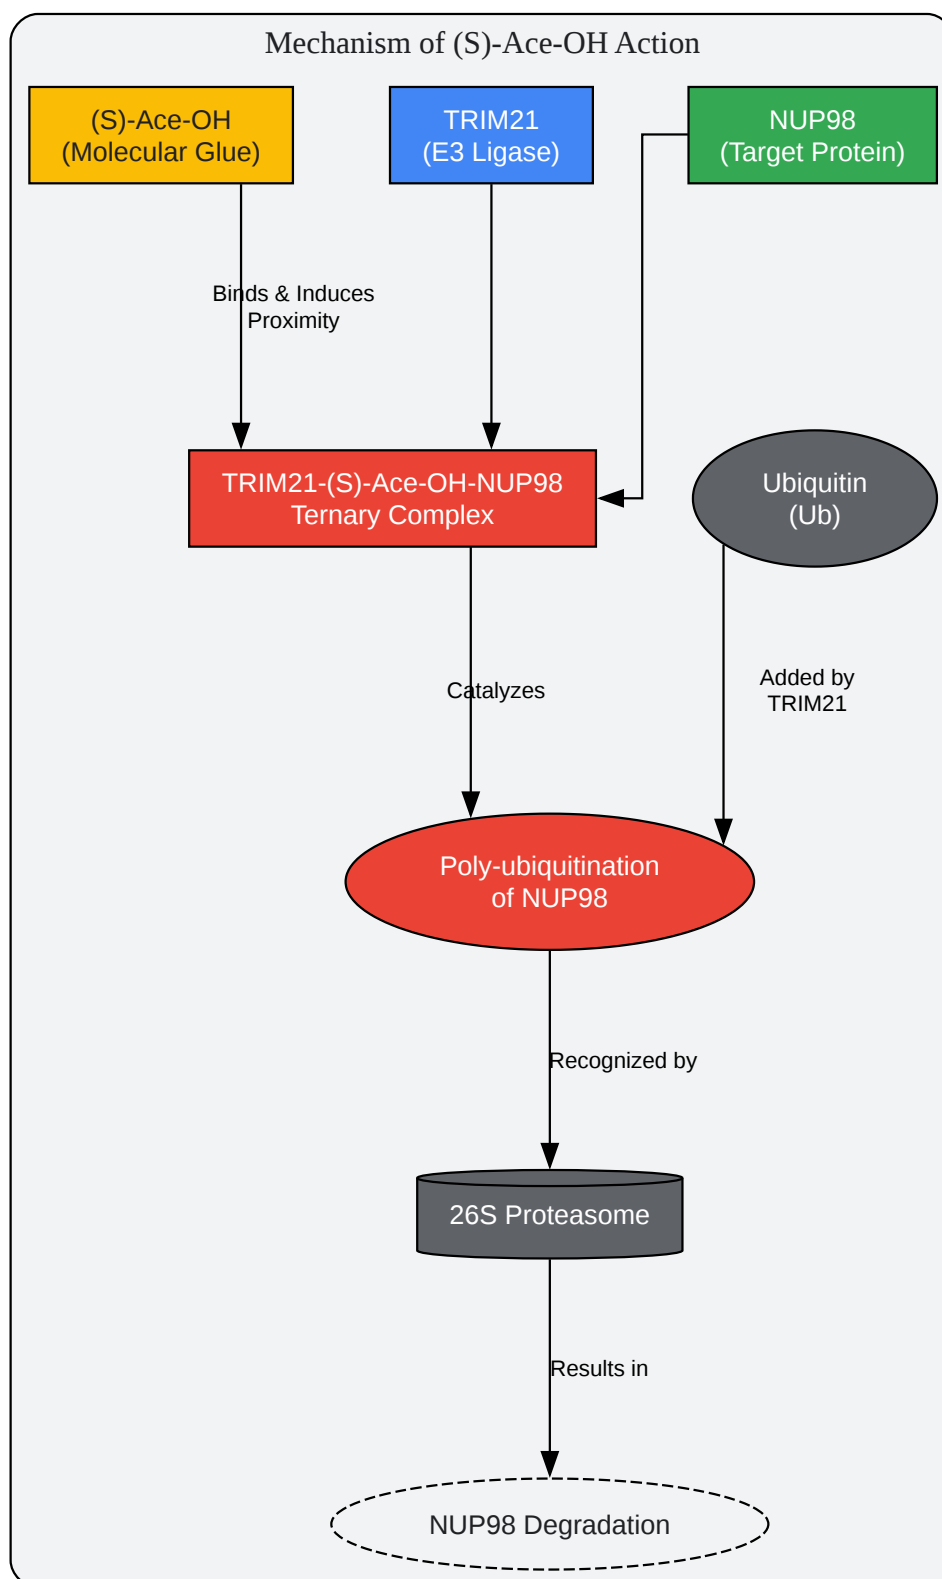 Mechanism of (S)-Ace-OH Action
(S)-Ace-OH
(Molecular Glue)
TRIM21
(E3 Ligase)
NUP98
(Target Protein)
Binds & Induces
Proximity
TRIM21-(S)-Ace-OH-NUP98
Ternary Complex
Ubiquitin
(Ub)
Catalyzes
Added by
TRIM21
Poly-ubiquitination
of NUP98
Recognized by
26S Proteasome
Results in
NUP98 Degradation